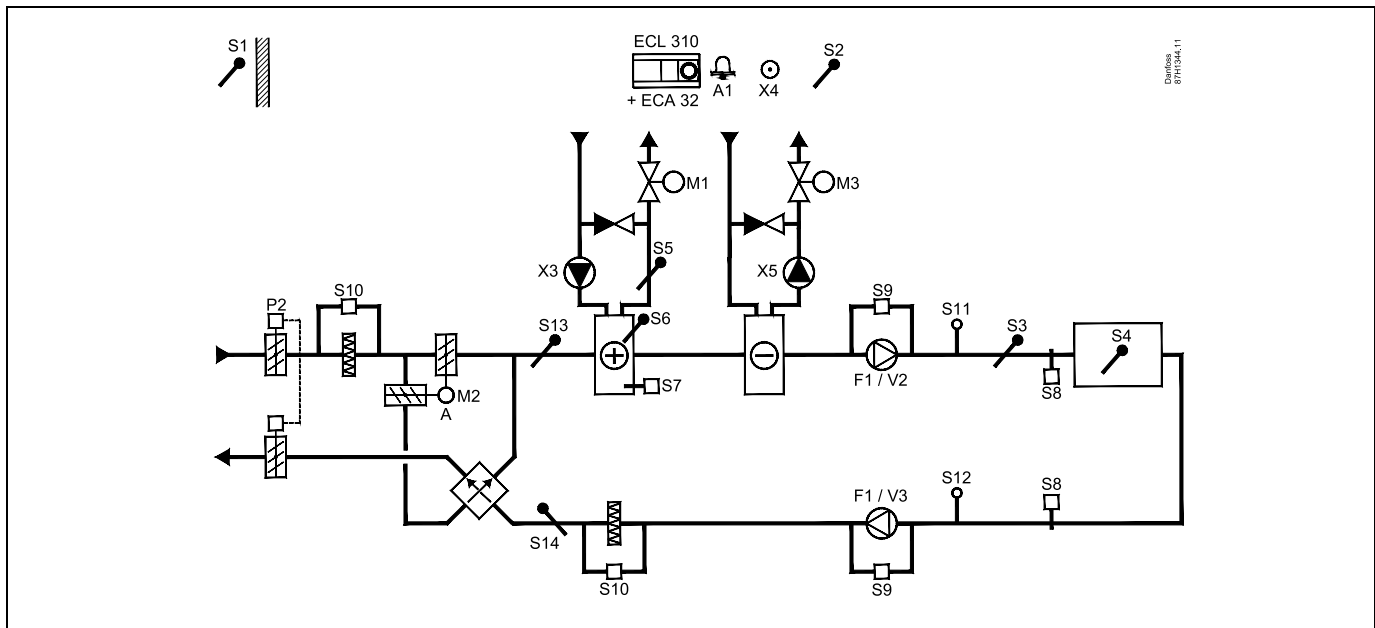 S1
ECL 310
+ ECA 32
A1
X4
S2
Danfoss
87H1344.11
M1
M3
S5
X3
X5
P2
S10
S13
S6
S9
S11
S3
S4
M2
A
S7
F1 / V2
S8
S14
S10
F1 / V3
S12
S8
S9